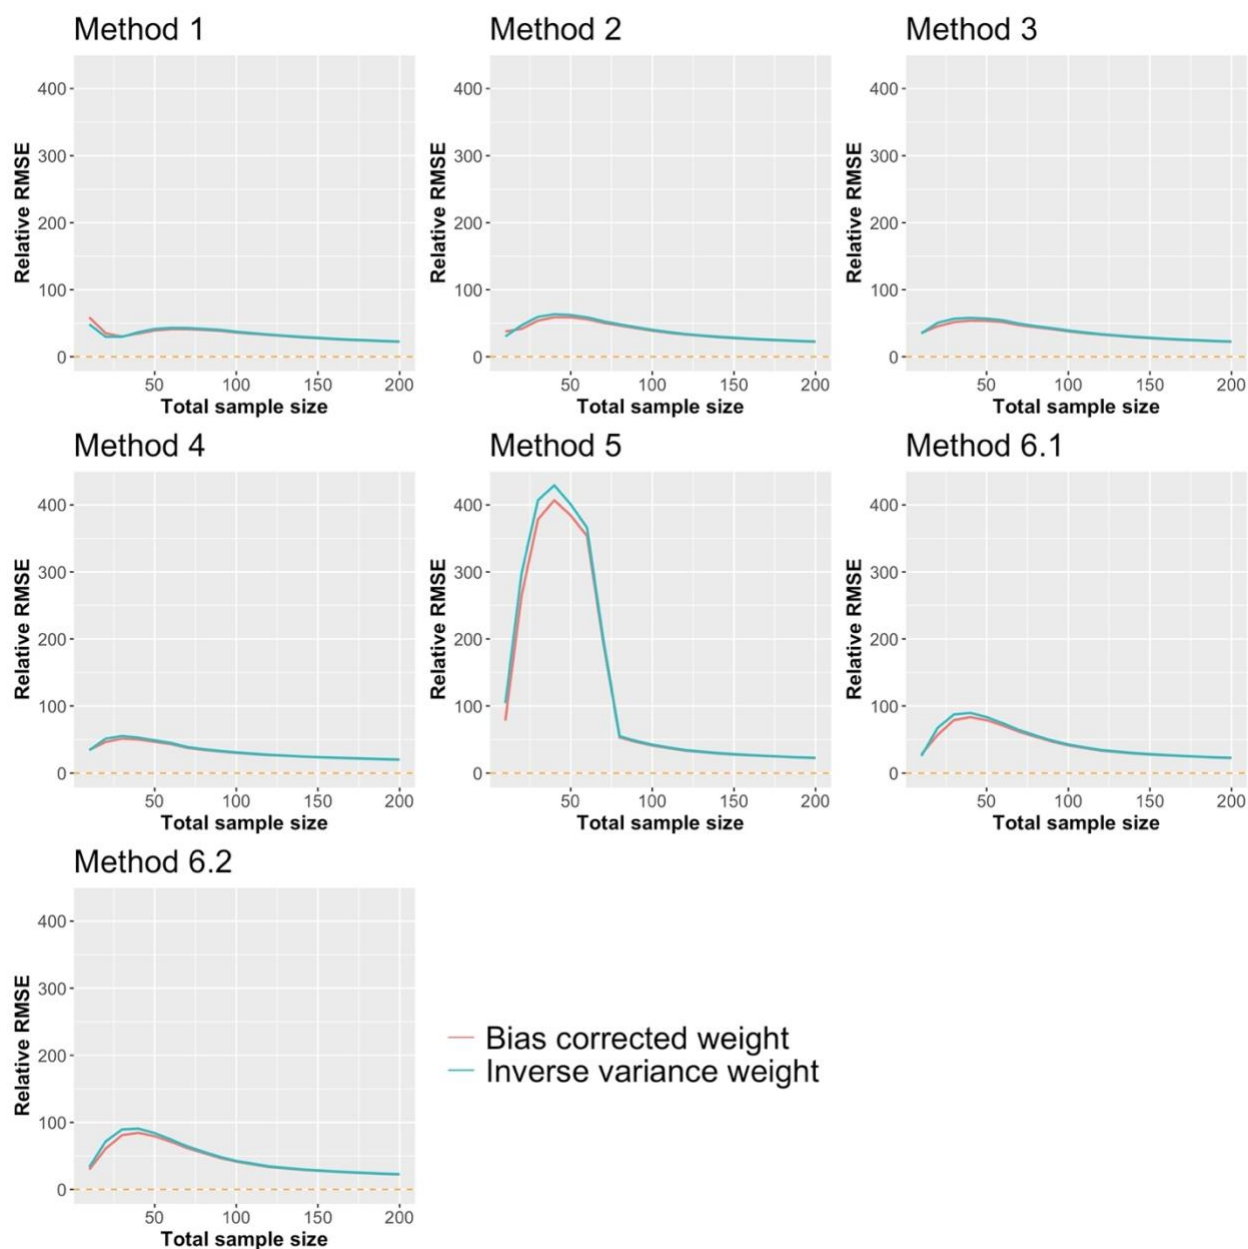 Method 1
Method 2
Method 3
400
300
200
100
0
Relative RMSE
50 100 150 200
Total sample size
400
300
200
100
0
Relative RMSE
50 100 150 200
Total sample size
400
300
200
100
0
Relative RMSE
50 100 150 200
Total sample size
Method 4
Method 5
Method 6.1
400
300
200
100
0
Relative RMSE
50 100 150 200
Total sample size
400
300
200
100
0
Relative RMSE
50 100 150 200
Total sample size
400
300
200
100
0
Relative RMSE
50 100 150 200
Total sample size
Method 6.2
400
300
200
100
0
Relative RMSE
50 100 150 200
Total sample size
Bias corrected weight
Inverse variance weight